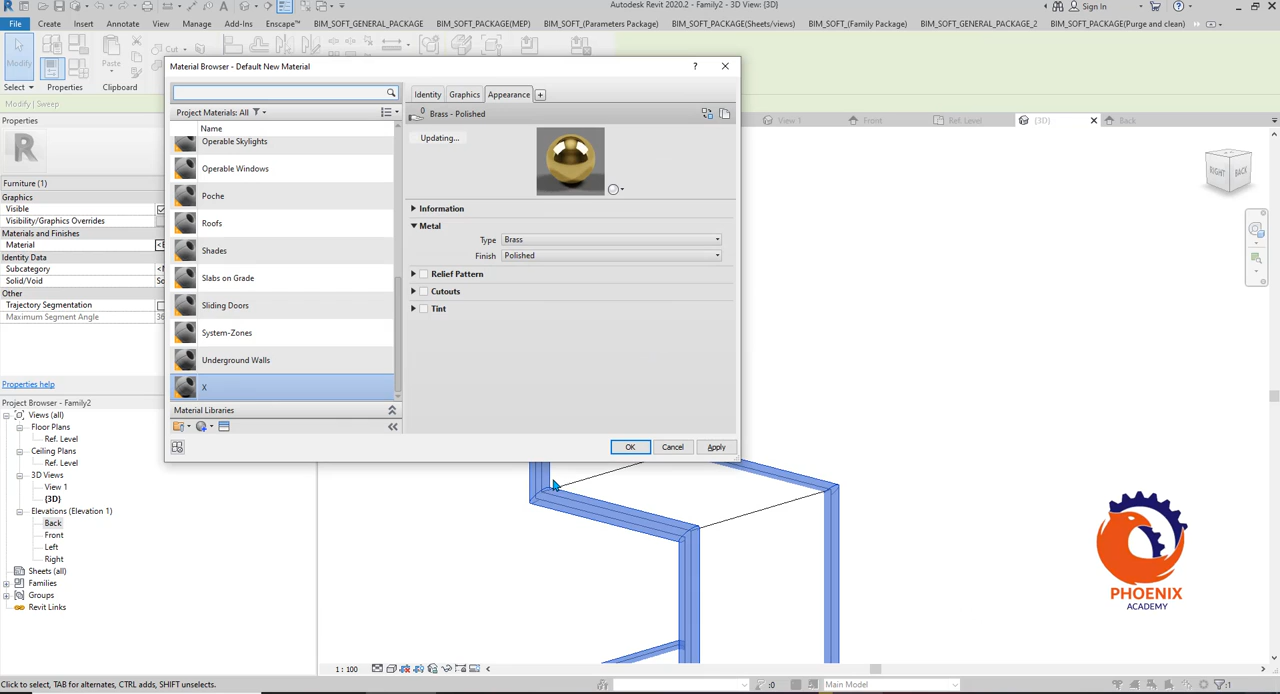 Autodesk Revit 2020.2 - Family2 - 3D View: {3D}
Sign In
File
Create
Insert
Annotate
View
Manage
Add-Ins
Enscape™
BIM_SOFT_GENERAL_PACKAGE
BIM_SOFT_PACKAGE(MEP)
BIM_SOFT_(Parameters Package)
BIM_SOFT_PACKAGE(Sheets/views)
BIM_SOFT_(Family Package)
BIM_SOFT_GENERAL_PACKAGE_2
BIM_SOFT_PACKAGE(Purge and clean)
Modify
Paste
Cut
Select
Properties
Clipboard
Modify | Sweep
Material Browser - Default New Material
Properties
Furniture (1)
Graphics
Visible
Visibility/Graphics Overrides
Materials and Finishes
Material
Identity Data
Subcategory
Solid/Void
So
Other
Trajectory Segmentation
Maximum Segment Angle
36
Properties help
Project Browser - Family2
Views (all)
Floor Plans
Ref. Level
Ceiling Plans
Ref. Level
3D Views
View 1
{3D}
Elevations (Elevation 1)
Back
Front
Left
Right
Sheets (all)
Families
Groups
Revit Links
Project Materials: All
Name
Operable Skylights
Operable Windows
Poche
Roofs
Shades
Slabs on Grade
Sliding Doors
System-Zones
Underground Walls
X
Material Libraries
Identity
Graphics
Appearance
Brass - Polished
Updating...
Information
Metal
Type
Brass
Finish
Polished
Relief Pattern
Cutouts
Tint
OK
Cancel
Apply
View 1
Front
Ref. Level
{3D}
Back
RIGHT
BACK
PHOENIX
ACADEMY
1 : 100
Click to select, TAB for alternates, CTRL adds, SHIFT unselects.
:0
Main Model
:1